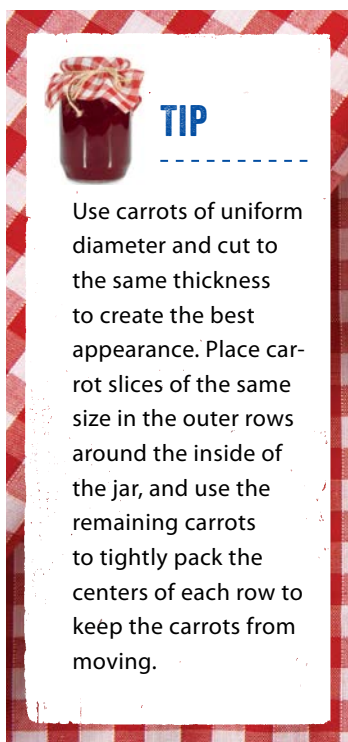 TIP
Use carrots of uniform
diameter and cut to
the same thickness
to create the best
appearance. Place car-
rot slices of the same
size in the outer rows
around the inside of
the jar, and use the
remaining carrots
to tightly pack the
centers of each row to
keep the carrots from
moving.